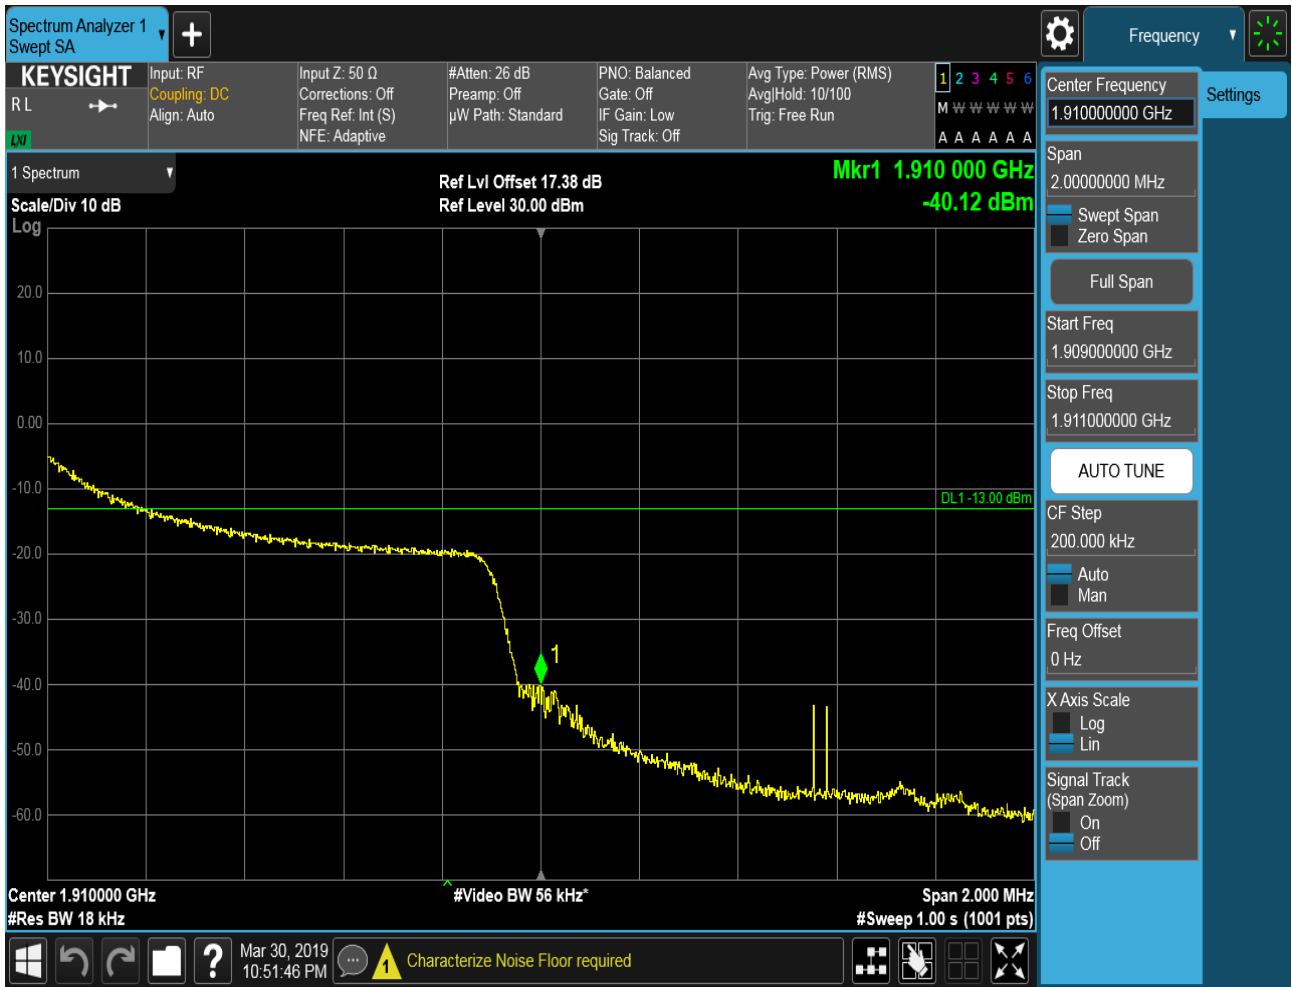 Spectrum Analyzer 1
Swept SA
Frequency
KEYSIGHT
R L
LXI
Input: RF
Coupling: DC
Align: Auto
Input Z: 50 Ω
Corrections: Off
Freq Ref: Int (S)
NFE: Adaptive
#Atten: 26 dB
Preamp: Off
µW Path: Standard
PNO: Balanced
Gate: Off
IF Gain: Low
Sig Track: Off
Avg Type: Power (RMS)
Avg|Hold: 10/100
Trig: Free Run
1 2 3 4 5 6
M W W W W W
A A A A A A
1 Spectrum
Scale/Div 10 dB
Log
Ref Lvl Offset 17.38 dB
Ref Level 30.00 dBm
Mkr1 1.910 000 GHz
-40.12 dBm
20.0
10.0
0.00
-10.0
-20.0
-30.0
-40.0
-50.0
-60.0
DL1 -13.00 dBm
1
Center 1.910000 GHz
#Res BW 18 kHz
#Video BW 56 kHz*
Span 2.000 MHz
#Sweep 1.00 s (1001 pts)
Center Frequency
1.910000000 GHz
Settings
Span
2.00000000 MHz
Swept Span
Zero Span
Full Span
Start Freq
1.909000000 GHz
Stop Freq
1.911000000 GHz
AUTO TUNE
CF Step
200.000 kHz
Auto
Man
Freq Offset
0 Hz
X Axis Scale
Log
Lin
Signal Track
(Span Zoom)
On
Off
?
Mar 30, 2019
10:51:46 PM
1
Characterize Noise Floor required